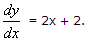 dy/dx = 2x + 2.